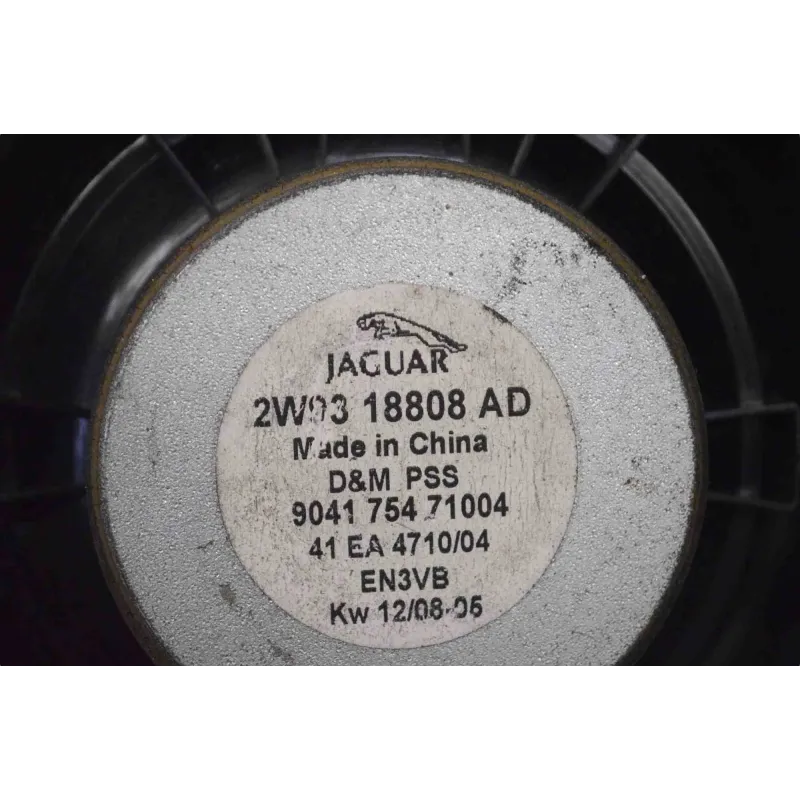 JAGUAR
2W93 18808 AD
Made in China
D&M PSS
9041 754 71004
41 EA 4710/04
EN3VB
Kw 12/08-05